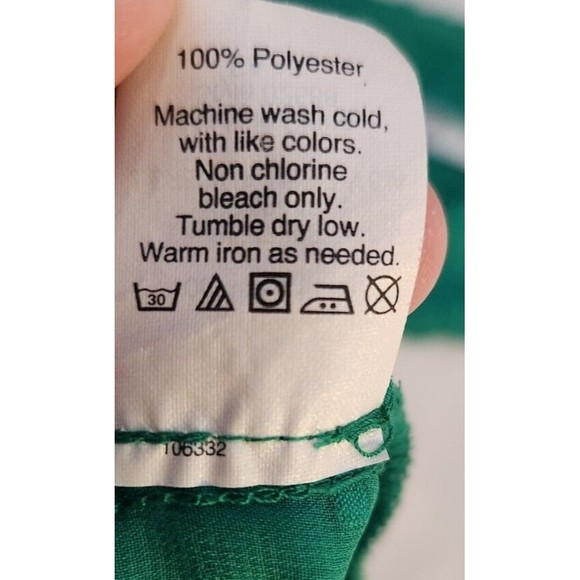 100% Polyester
Machine wash cold,
with like colors.
Non chlorine
bleach only.
Tumble dry low.
Warm iron as needed.
30
106332